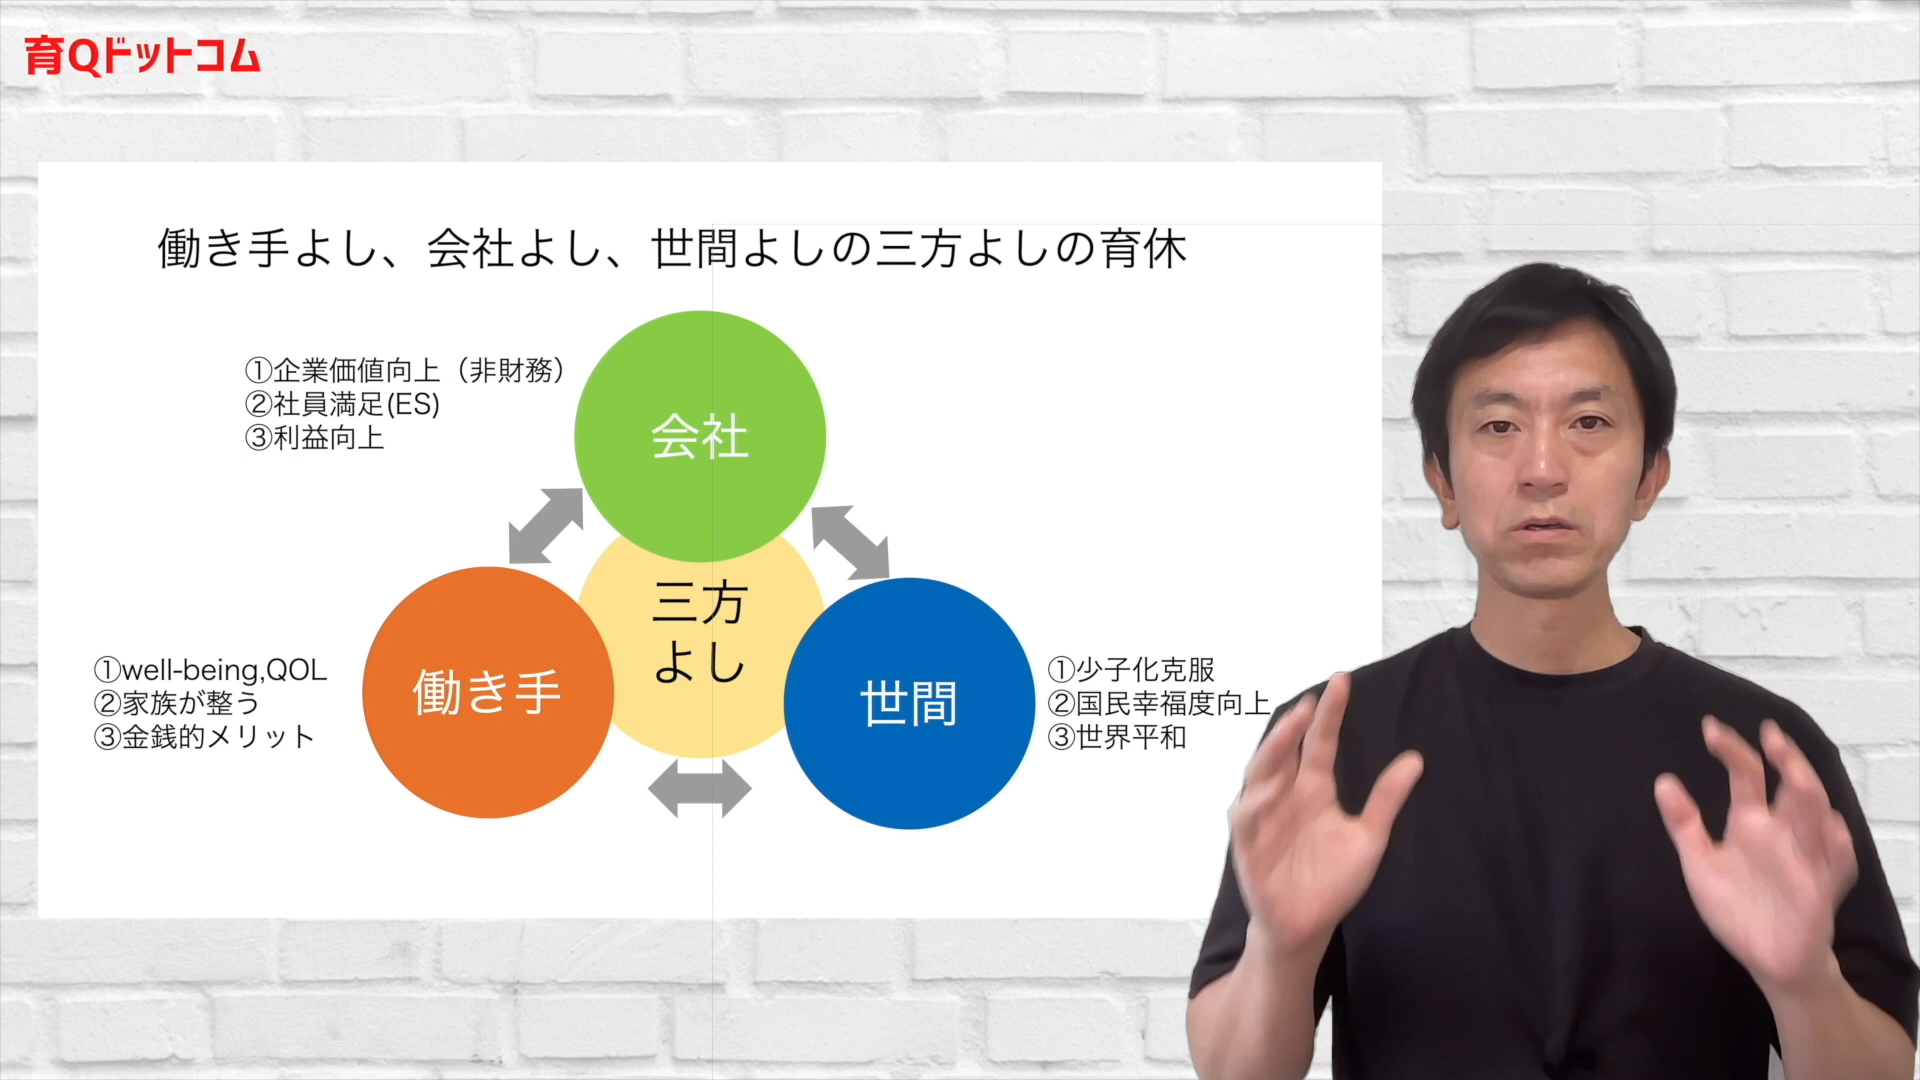 育Qドットコム
働き手よし、会社よし、世間よしの三方よしの育休
①企業価値向上（非財務）
②社員満足(ES)
③利益向上
会社
三方
よし
①well-being,QOL
②家族が整う
③金銭的メリット
働き手
世間
①少子化克服
②国民幸福度向上
③世界平和